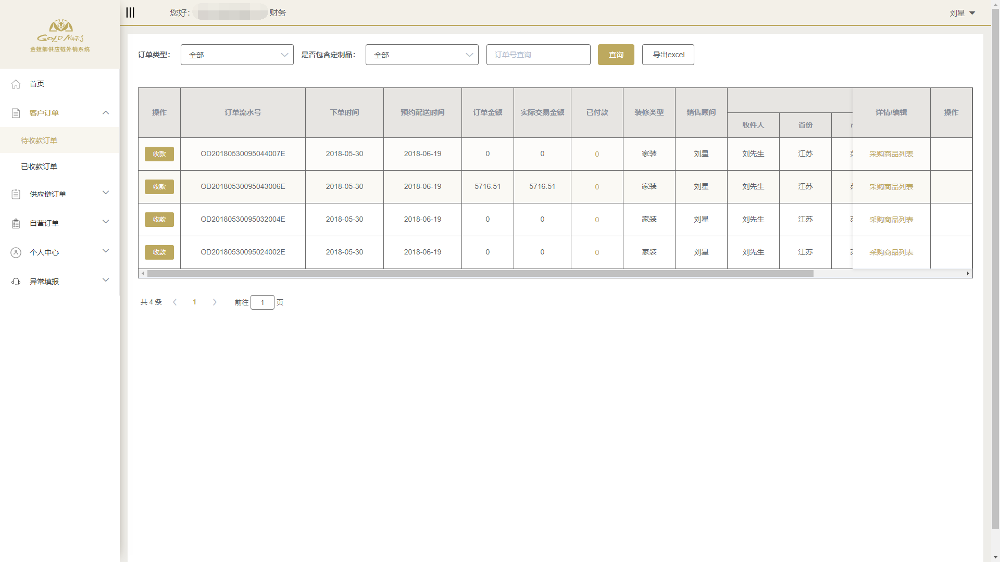 GOLD MANTIS
金螳螂供应链外销系统
您好：
财务
刘星
首页
客户订单
待收款订单
已收款订单
供应链订单
自营订单
个人中心
异常填报
订单类型： 全部 是否包含定制品： 全部 订单号查询 查询 导出excel
操作 订单流水号 下单时间 预约配送时间 订单金额 实际交易金额 已付款 装修类型 销售顾问 详情/编辑 操作
收件人 省份
收款 OD20180530095044007E 2018-05-30 2018-06-19 0 0 0 家装 刘星 刘先生 江苏 采购商品列表
收款 OD20180530095043006E 2018-05-30 2018-06-19 5716.51 5716.51 0 家装 刘星 刘先生 江苏 采购商品列表
收款 OD20180530095032004E 2018-05-30 2018-06-19 0 0 0 家装 刘星 刘先生 江苏 采购商品列表
收款 OD20180530095024002E 2018-05-30 2018-06-19 0 0 0 家装 刘星 刘先生 江苏 采购商品列表
共 4 条 1 前往 1 页